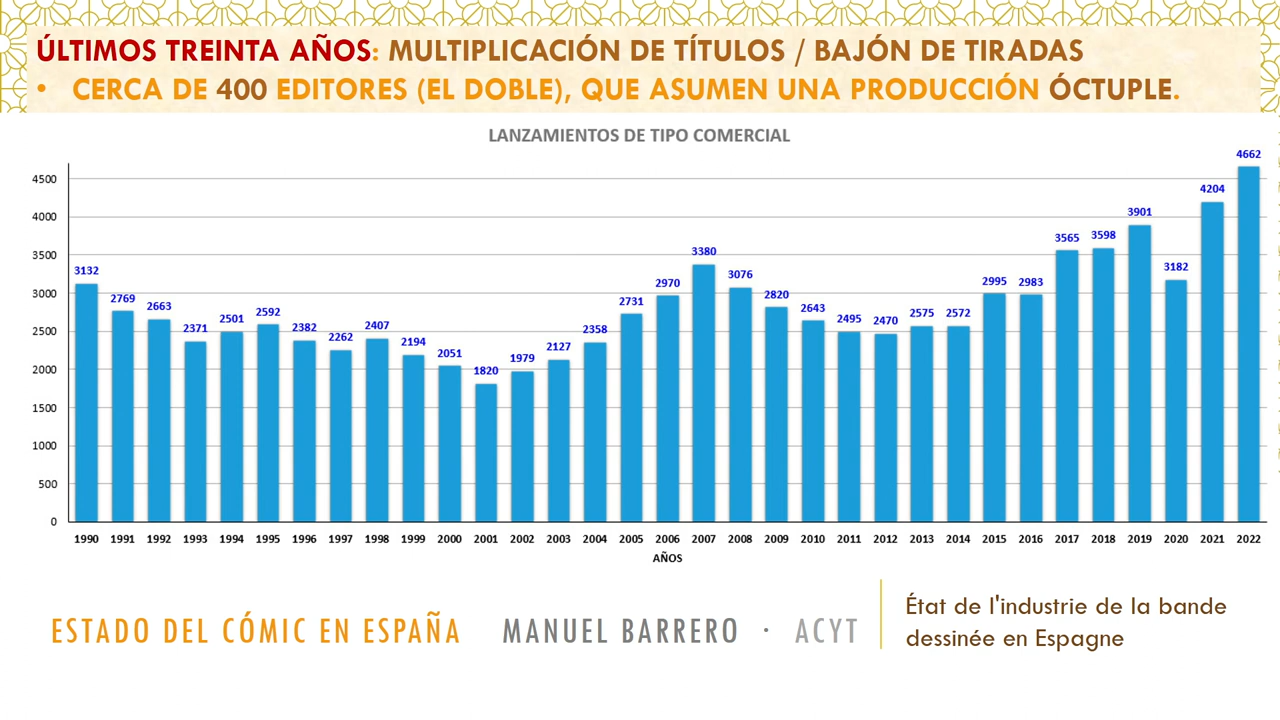 ÚLTIMOS TREINTA AÑOS: MULTIPLICACIÓN DE TÍTULOS / BAJÓN DE TIRADAS
• CERCA DE 400 EDITORES (EL DOBLE), QUE ASUMEN UNA PRODUCCIÓN ÓCTUPLE.
LANZAMIENTOS DE TIPO COMERCIAL
4500
4000
3500
3000
2500
2000
1500
1000
500
0
3132 2769 2663 2371 2501 2592 2382 2262 2407 2194 2051 1820 1979 2127 2358 2731 2970 3380 3076 2820 2643 2495 2470 2575 2572 2995 2983 3565 3598 3901 3182 4204 4662
1990 1991 1992 1993 1994 1995 1996 1997 1998 1999 2000 2001 2002 2003 2004 2005 2006 2007 2008 2009 2010 2011 2012 2013 2014 2015 2016 2017 2018 2019 2020 2021 2022
AÑOS
ESTADO DEL CÓMIC EN ESPAÑA MANUEL BARRERO · ACYT
État de l'industrie de la bande
dessinée en Espagne